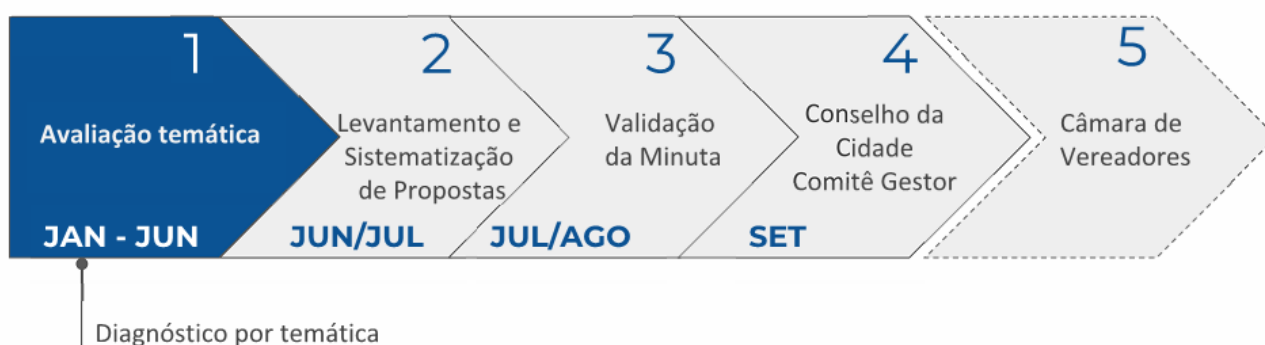 1
Avaliação temática
JAN - JUN
2
Levantamento e
Sistematização
de Propostas
JUN/JUL
3
Validação
da Minuta
JUL/AGO
4
Conselho da
Cidade
Comitê Gestor
SET
5
Câmara de
Vereadores
Diagnóstico por temática